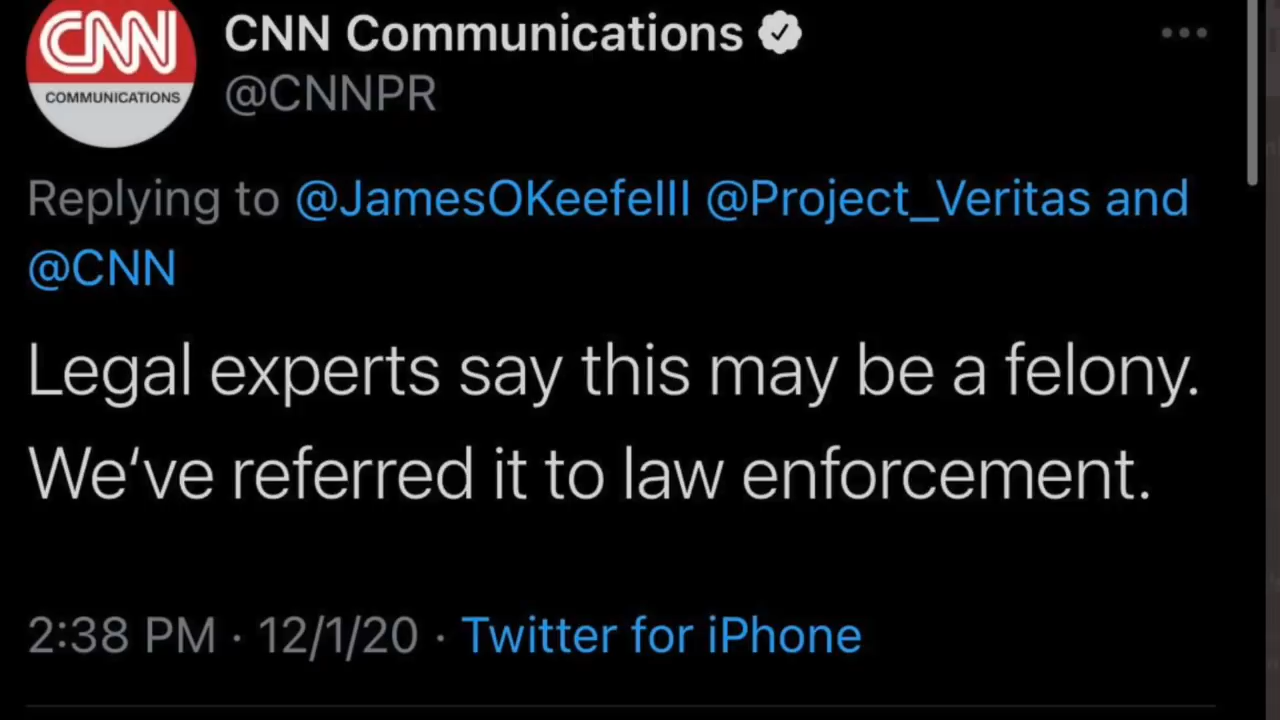 CNN
COMMUNICATIONS
CNN Communications
@CNNPR
Replying to @JamesOKeefeIII @Project_Veritas and
@CNN
Legal experts say this may be a felony.
We‘ve referred it to law enforcement.
2:38 PM · 12/1/20 · Twitter for iPhone